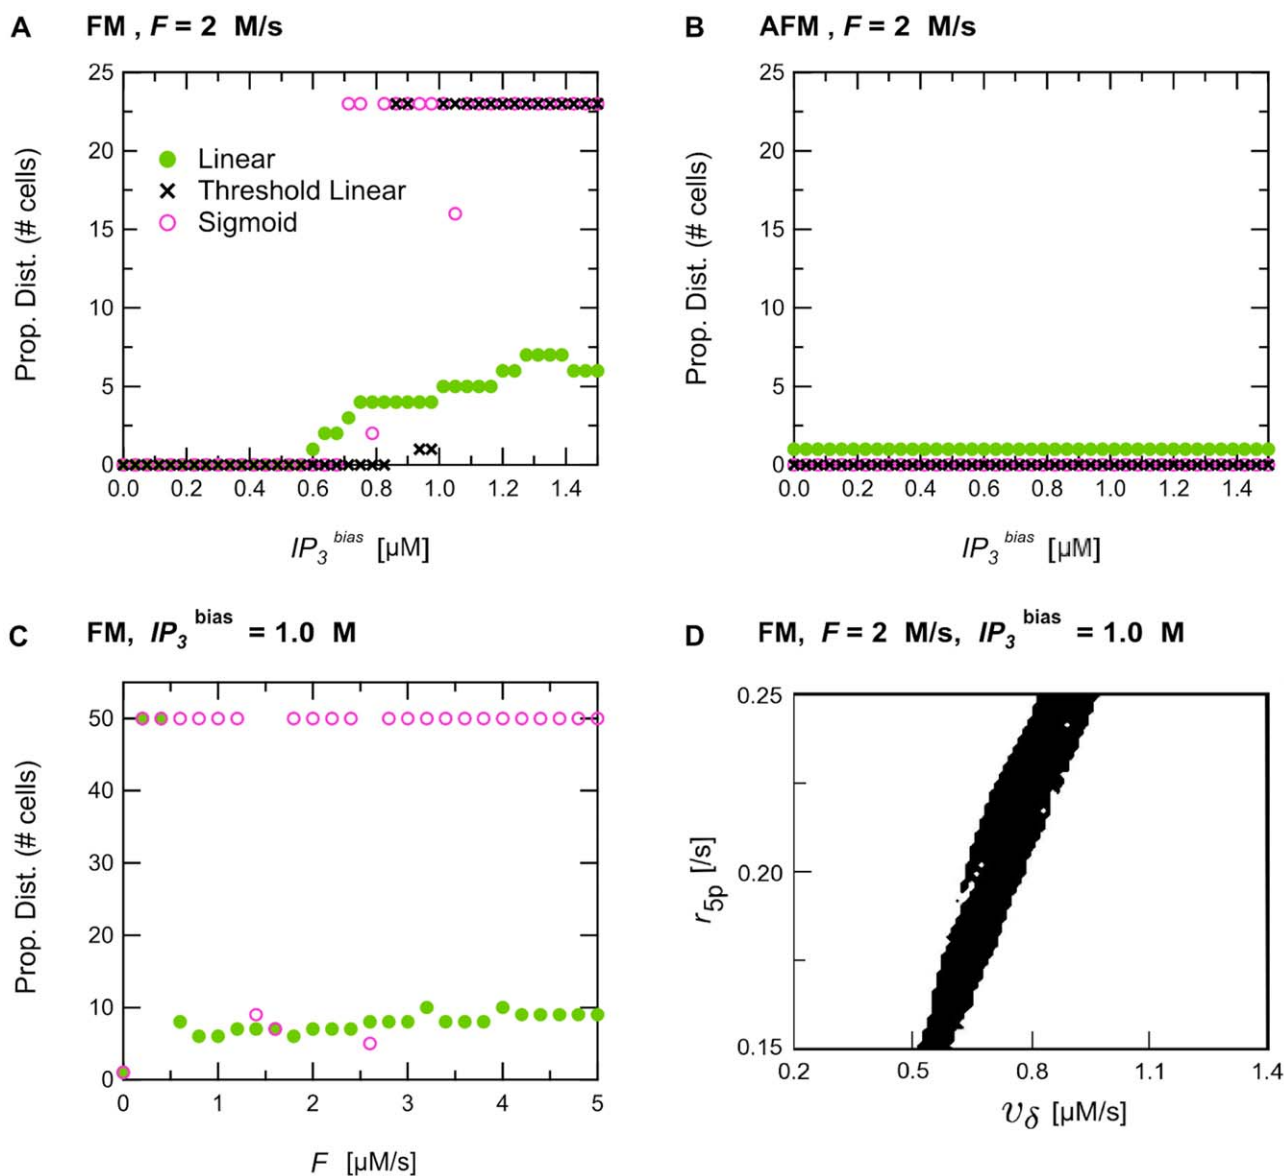 A FM , F = 2 M/s
25
20
15
10
5
0
Prop. Dist. (# cells)
Linear
Threshold Linear
Sigmoid
0.0 0.2 0.4 0.6 0.8 1.0 1.2 1.4
IP3 bias [µM]
B AFM , F = 2 M/s
25
20
15
10
5
0
Prop. Dist. (# cells)
0.0 0.2 0.4 0.6 0.8 1.0 1.2 1.4
IP3 bias [µM]
C FM, IP3 bias = 1.0 M
50
40
30
20
10
0
Prop. Dist. (# cells)
0 1 2 3 4 5
F [µM/s]
D FM, F = 2 M/s, IP3 bias = 1.0 M
0.25
0.20
0.15
r5p [/s]
0.2 0.5 0.8 1.1 1.4
υδ [µM/s]